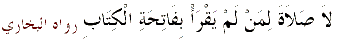 لَا صَلَاةَ لِمَنْ لَمْ يَقْرَأْ بِفَاتِحَةِ الْكِتَابِ رواه البخاري